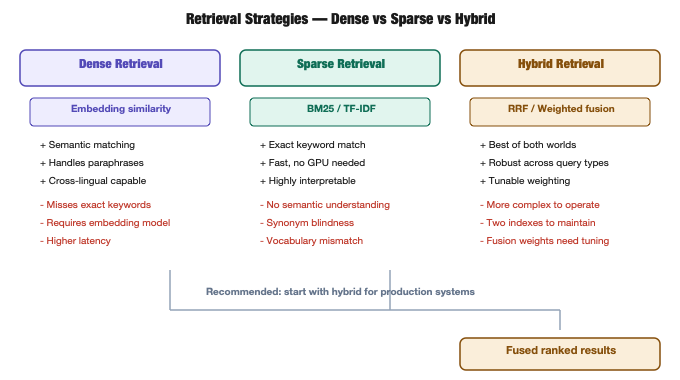 Retrieval Strategies — Dense vs Sparse vs Hybrid
Dense Retrieval
Embedding similarity
+ Semantic matching
+ Handles paraphrases
+ Cross-lingual capable
- Misses exact keywords
- Requires embedding model
- Higher latency
Sparse Retrieval
BM25 / TF-IDF
+ Exact keyword match
+ Fast, no GPU needed
+ Highly interpretable
- No semantic understanding
- Synonym blindness
- Vocabulary mismatch
Hybrid Retrieval
RRF / Weighted fusion
+ Best of both worlds
+ Robust across query types
+ Tunable weighting
- More complex to operate
- Two indexes to maintain
- Fusion weights need tuning
Recommended: start with hybrid for production systems
Fused ranked results